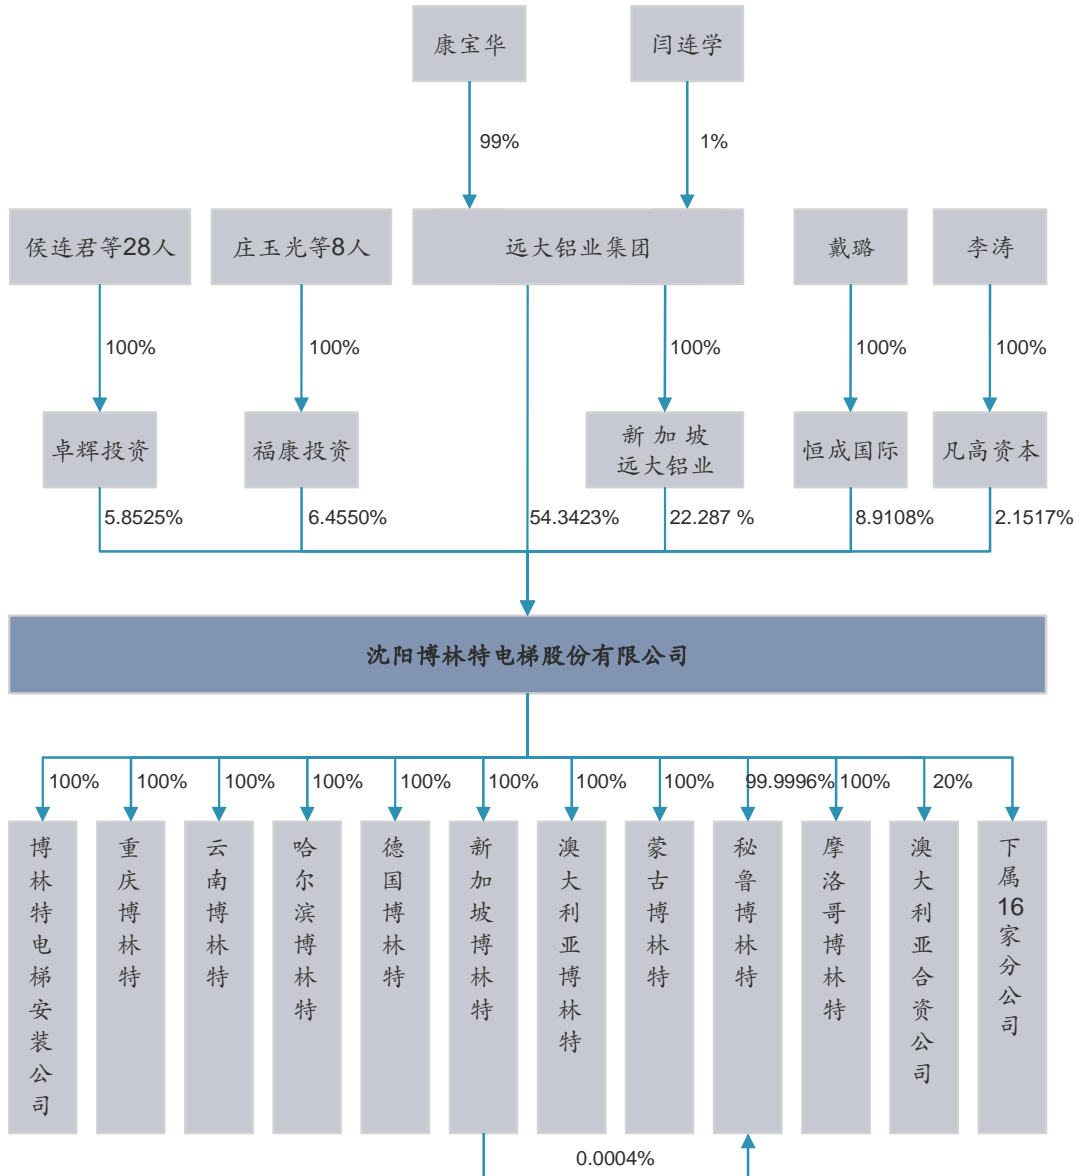 康宝华
闫连学
99%
1%
侯连君等28人
庄玉光等8人
远大铝业集团
戴璐
李涛
100%
100%
100%
100%
100%
卓辉投资
福康投资
新加坡
远大铝业
恒成国际
凡高资本
5.8525%
6.4550%
54.3423%
22.287 %
8.9108%
2.1517%
沈阳博林特电梯股份有限公司
100%
100%
100%
100%
100%
100%
100%
100%
99.9996%
100%
20%
博林特电梯安装公司
重庆博林特
云南博林特
哈尔滨博林特
德国博林特
新加坡博林特
澳大利亚博林特
蒙古博林特
秘鲁博林特
摩洛哥博林特
澳大利亚合资公司
下属16家分公司
0.0004%